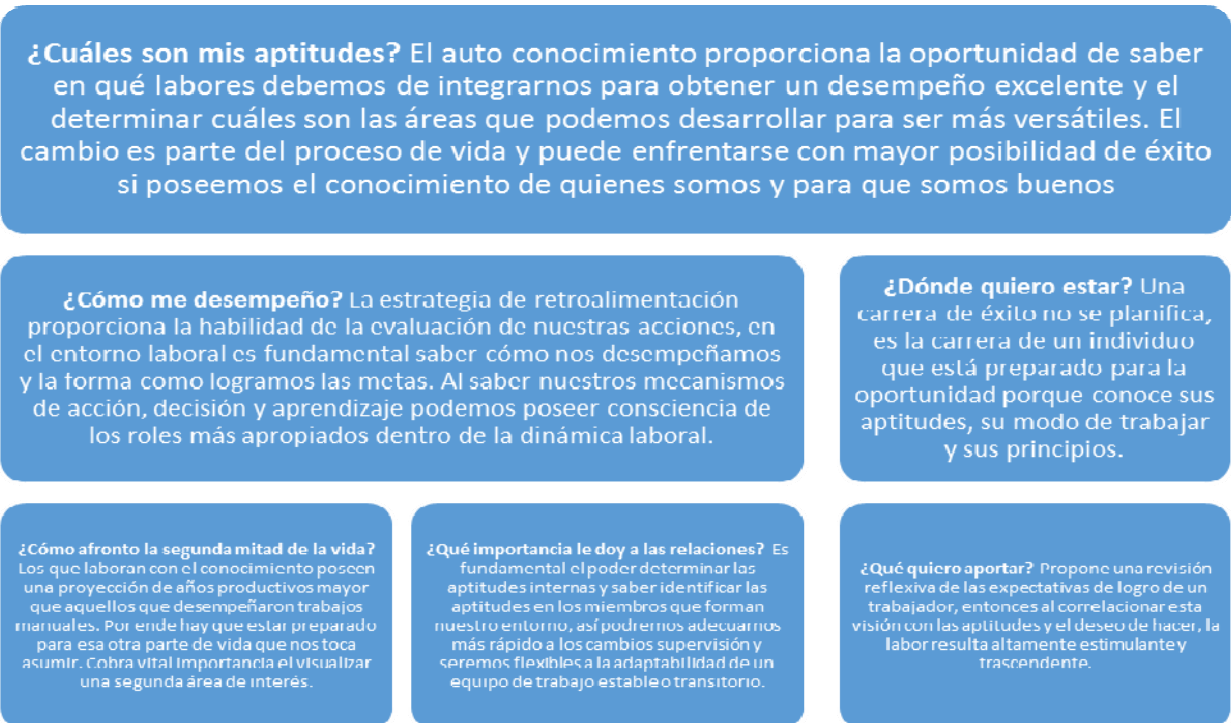 ¿Cuáles son mis aptitudes? El auto conocimiento proporciona la oportunidad de saber
en qué labores debemos de integrarnos para obtener un desempeño excelente y el
determinar cuáles son las áreas que podemos desarrollar para ser más versátiles. El
cambio es parte del proceso de vida y puede enfrentarse con mayor posibilidad de éxito
si poseemos el conocimiento de quienes somos y para que somos buenos
¿Cómo me desempeño? La estrategia de retroalimentación
proporciona la habilidad de la evaluación de nuestras acciones, en
el entorno laboral es fundamental saber cómo nos desempeñamos
y la forma como logramos las metas. Al saber nuestros mecanismos
de acción, decisión y aprendizaje podemos poseer consciencia de
los roles más apropiados dentro de la dinámica laboral.
¿Dónde quiero estar? Una
carrera de éxito no se planifica,
es la carrera de un individuo
que está preparado para la
oportunidad porque conoce sus
aptitudes, su modo de trabajar
y sus principios.
¿Cómo afronto la segunda mitad de la vida?
Los que laboran con el conocimiento poseen
una proyección de años productivos mayor
que aquellos que desempeñaron trabajos
manuales. Por ende hay que estar preparado
para esa otra parte de vida que nos toca
asumir. Cobra vital importancia el visualizar
una segunda área de interés.
¿Qué importancia le doy a las relaciones? Es
fundamental el poder determinar las
aptitudes internas y saber identificar las
aptitudes en los miembros que forman
nuestro entorno, así podremos adecuarnos
más rápido a los cambios supervisión y
seremos flexibles a la adaptabilidad de un
equipo de trabajo estable o transitorio.
¿Qué quiero aportar? Propone una revisión
reflexiva de las expectativas de logro de un
trabajador, entonces al correlacionar esta
visión con las aptitudes y el deseo de hacer, la
labor resulta altamente estimulante y
trascendente.